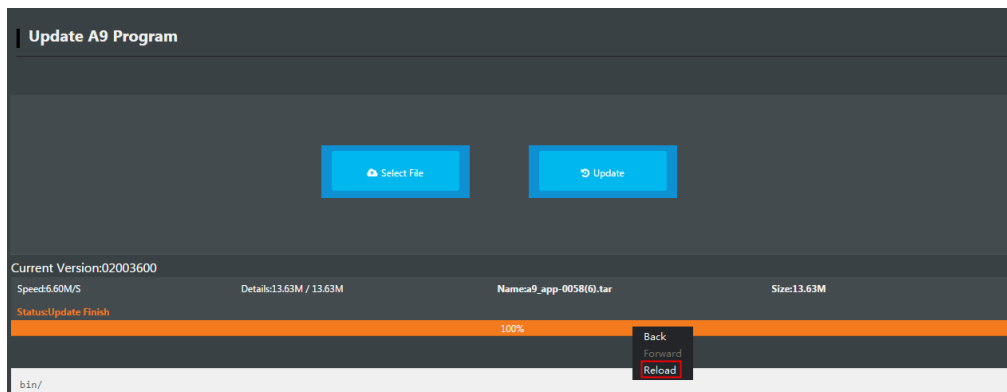 Update A9 Program
Select File
Update
Current Version:02003600
Speed:6.60M/S Details:13.63M / 13.63M Name:a9_app-0058(6).tar Size:13.63M
Status:Update Finish
100%
Back
Forward
Reload
bin/